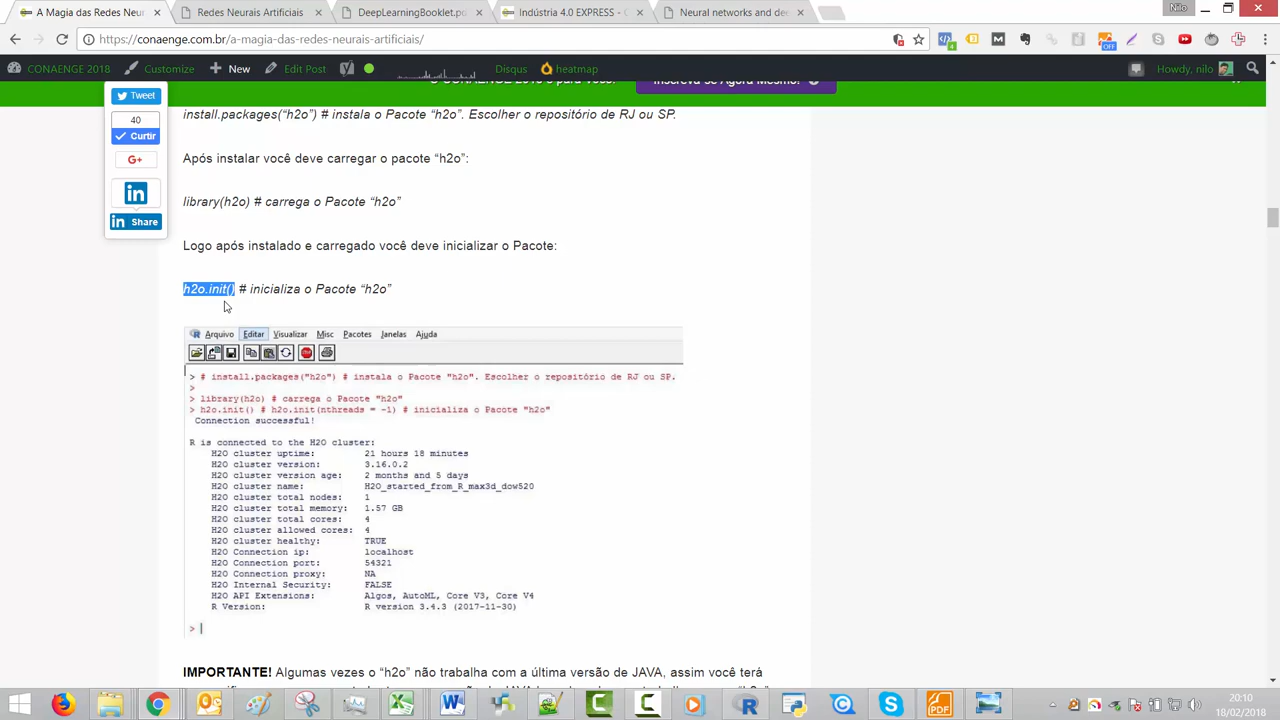 A Magia das Redes Neur
Redes Neurais Artificiais
DeepLearningBooklet.p
Indústria 4.0 EXPRESS - C
Neural networks and de
Nilo
https://conaenge.com.br/a-magia-das-redes-neurais-artificiais/
CONAENGE 2018
Customize
New
Edit Post
Disqus
heatmap
Howdy, nilo
Tweet
40
Curtir
G+
in
in Share
install.packages(“h2o”) # instala o Pacote “h2o”. Escolher o repositório de RJ ou SP.
Após instalar você deve carregar o pacote “h2o”:
library(h2o) # carrega o Pacote “h2o”
Logo após instalado e carregado você deve inicializar o Pacote:
h2o.init() # inicializa o Pacote “h2o”
Arquivo Editar Visualizar Misc Pacotes Janelas Ajuda
> # install.packages("h2o") # instala o Pacote "h2o". Escolher o repositório de RJ ou SP.
>
> library(h2o) # carrega o Pacote "h2o"
> h2o.init() # h2o.init(nthreads = -1) # inicializa o Pacote "h2o"
Connection successful!
R is connected to the H2O cluster:
H2O cluster uptime: 21 hours 18 minutes
H2O cluster version: 3.16.0.2
H2O cluster version age: 2 months and 5 days
H2O cluster name: H2O_started_from_R_max3d_dow520
H2O cluster total nodes: 1
H2O cluster total memory: 1.57 GB
H2O cluster total cores: 4
H2O cluster allowed cores: 4
H2O cluster healthy: TRUE
H2O Connection ip: localhost
H2O Connection port: 54321
H2O Connection proxy: NA
H2O Internal Security: FALSE
H2O API Extensions: Algos, AutoML, Core V3, Core V4
R Version: R version 3.4.3 (2017-11-30)
>
IMPORTANTE! Algumas vezes o “h2o” não trabalha com a última versão de JAVA, assim você terá
20:10
18/02/2018